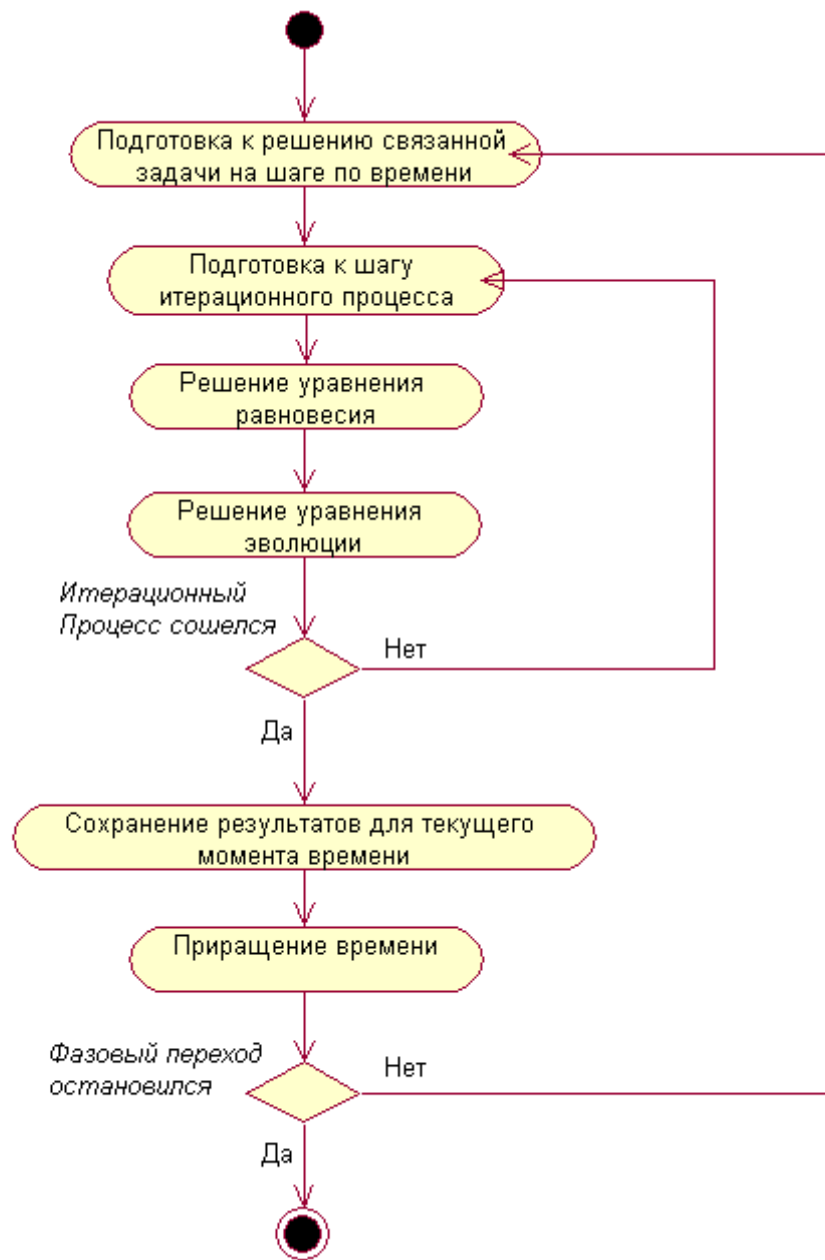 Подготовка к решению связанной
задачи на шаге по времени
Подготовка к шагу
итерационного процесса
Решение уравнения
равновесия
Решение уравнения
эволюции
Итерационный
Процесс сошелся
Нет
Да
Сохранение результатов для текущего
момента времени
Приращение времени
Фазовый переход
остановился
Нет
Да